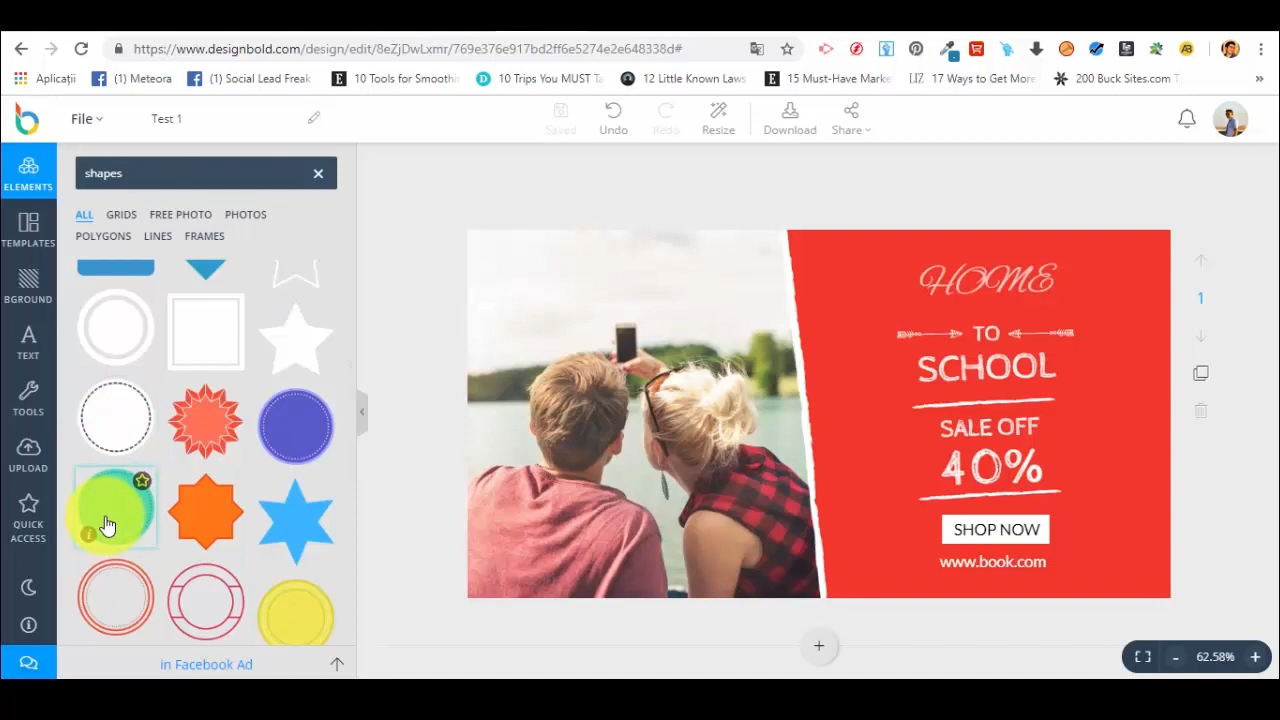 https://www.designbold.com/design/edit/8eZjDwLxmr/769e376e917bd2ff6e5274e2e648338d#
Aplicații
(1) Meteora
(1) Social Lead Freak
10 Tools for Smoothi
10 Trips You MUST Ta
12 Little Known Laws
15 Must-Have Marke
17 Ways to Get More
200 Buck Sites.com T
File
Test 1
Saved
Undo
Redo
Resize
Download
Share
ELEMENTS
TEMPLATES
BGROUND
TEXT
TOOLS
UPLOAD
QUICK
ACCESS
shapes
ALL GRIDS FREE PHOTO PHOTOS
POLYGONS LINES FRAMES
in Facebook Ad
HOME
TO
SCHOOL
SALE OFF
40%
SHOP NOW
www.book.com
1
62.58%